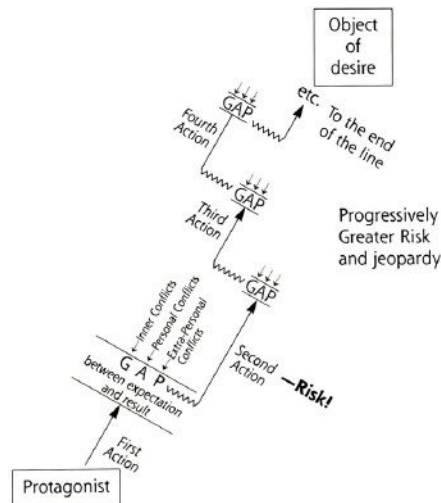 Object
of
desire
etc. To the end
of the line
GAP
Fourth
Action
GAP
Third
Action
Progressively
Greater Risk
and jeopardy
GAP
Inner Conflicts
Personal Conflicts
Extra-Personal
Conflicts
G A P
between expectation
and result
Second
Action
—Risk!
First
Action
Protagonist